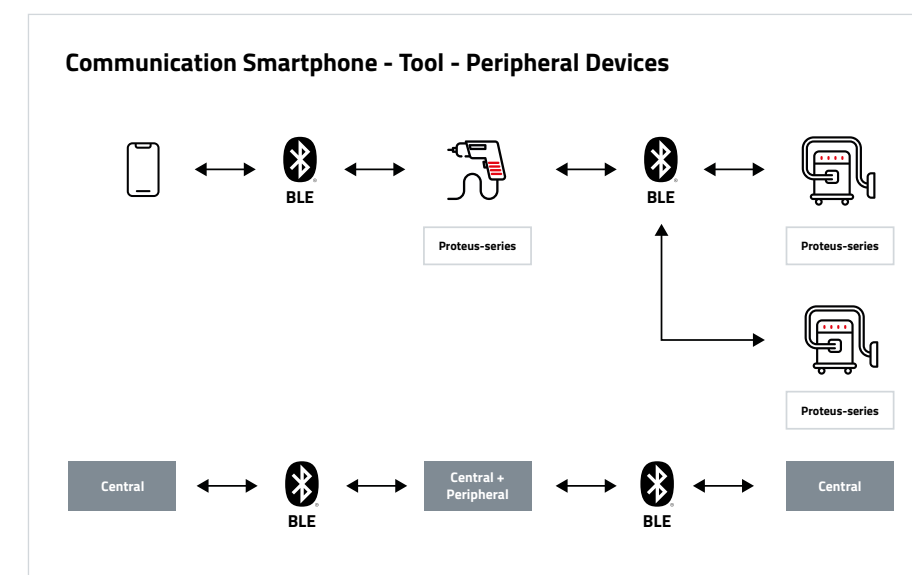 Communication Smartphone - Tool - Peripheral Devices
BLE
BLE
Proteus-series
Proteus-series
Proteus-series
Central
BLE
Central +
Peripheral
BLE
Central